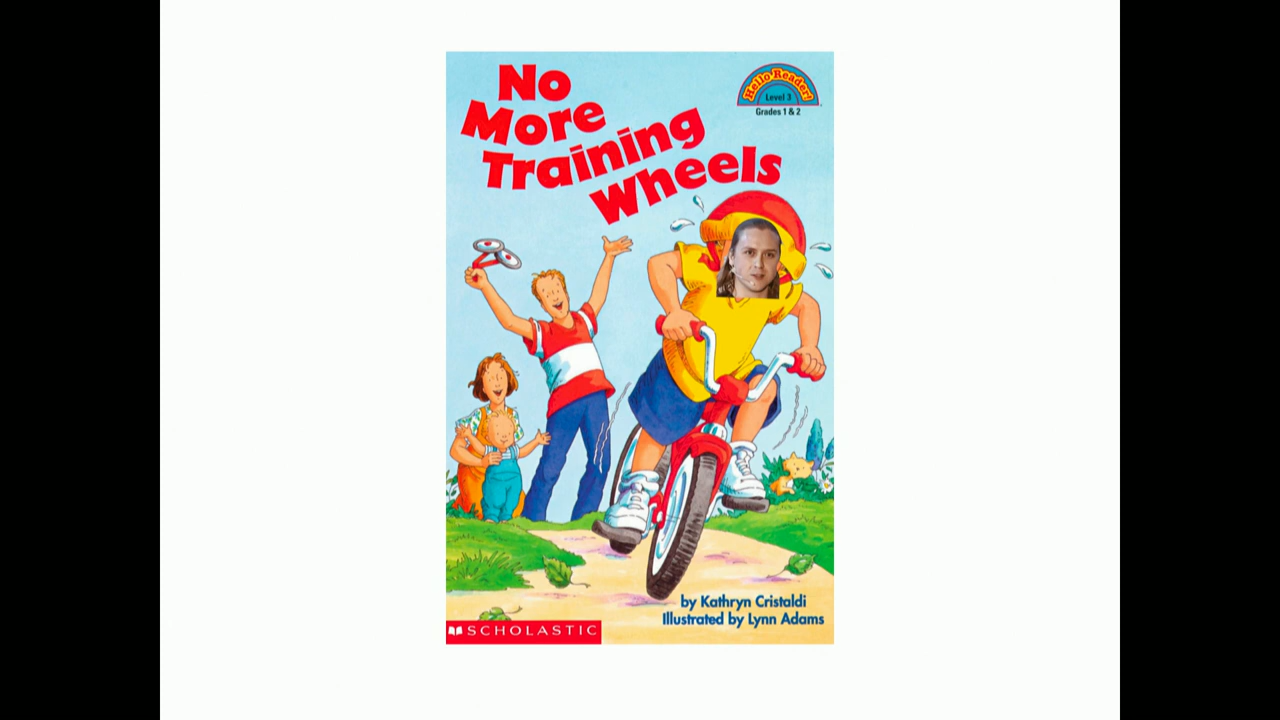 No
More
Training
Wheels
Hello Reader!
Level 3
Grades 1 & 2
by Kathryn Cristaldi
Illustrated by Lynn Adams
SCHOLASTIC